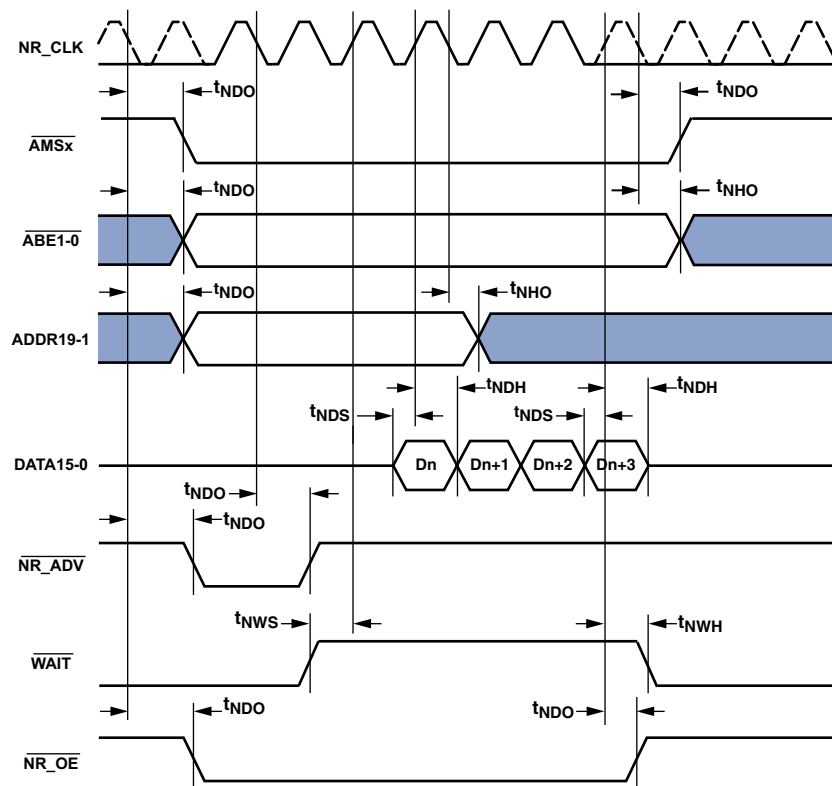 NR_CLK
tNDO tNDO
AMSx
tNDO tNHO
ABE1-0
tNDO tNHO
ADDR19-1
tNDH tNDH
tNDS tNDS
DATA15-0 Dn Dn+1 Dn+2 Dn+3
tNDO
tNDO
NR_ADV
tNWS tNWH
WAIT
tNDO tNDO
NR_OE